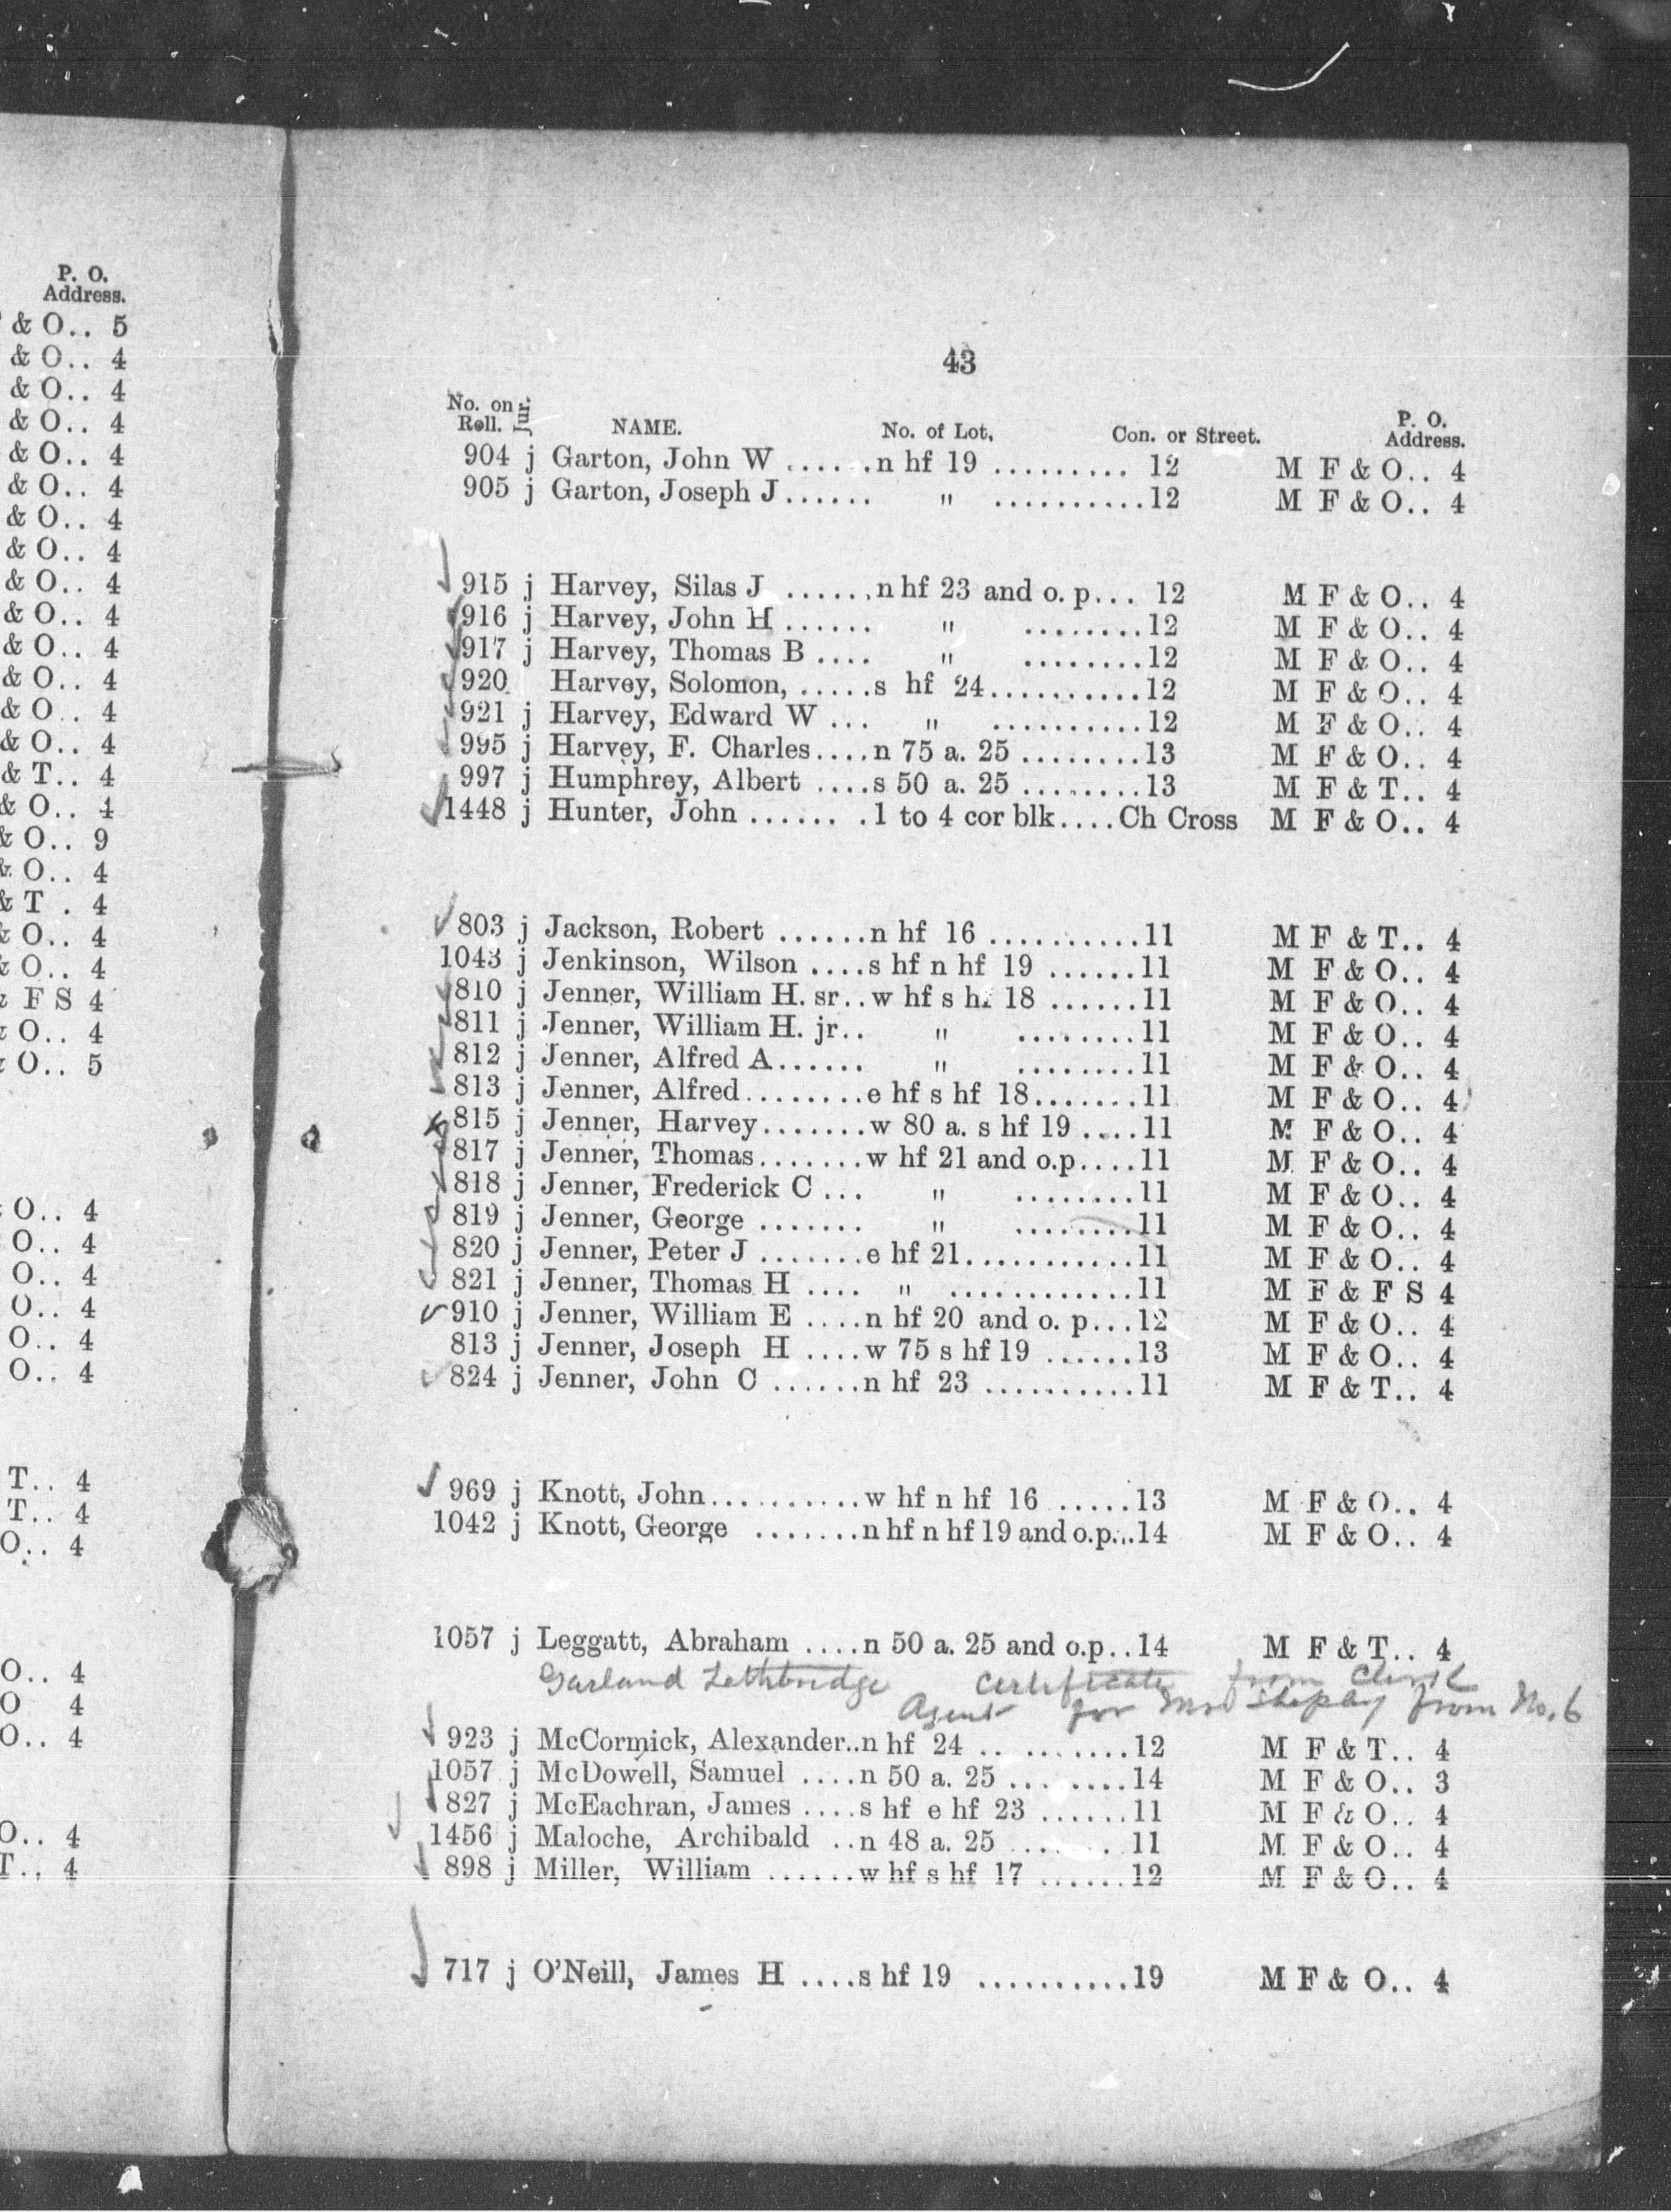 P. O.
Address.
& O.. 5
& O.. 4
& O.. 4
& O.. 4
& O.. 4
& O.. 4
& O.. 4
& O.. 4
& O.. 4
& O.. 4
& O.. 4
& O.. 4
& O.. 4
& O.. 4
& T.. 4
& O.. 4
& O.. 9
& O.. 4
& T . 4
& O.. 4
& O.. 4
& F S 4
& O.. 4
& O.. 5
O.. 4
O.. 4
O.. 4
O.. 4
O.. 4
O.. 4
T.. 4
T.. 4
O.. 4
O.. 4
O 4
O.. 4
O.. 4
T.. 4
43
No. on Roll. Jur. NAME. No. of Lot, Con. or Street. P. O. Address.
904 j Garton, John W ......n hf 19 ......... 12 M F & O.. 4
905 j Garton, Joseph J...... " ..........12 M F & O.. 4
915 j Harvey, Silas J ......n hf 23 and o. p... 12 M F & O.. 4
916 j Harvey, John H ...... " ........12 M F & O.. 4
917 j Harvey, Thomas B .... " ........12 M F & O.. 4
920 Harvey, Solomon, .....s hf 24..........12 M F & O.. 4
921 j Harvey, Edward W ... " ..........12 M F & O.. 4
995 j Harvey, F. Charles....n 75 a. 25 ........13 M F & O.. 4
997 j Humphrey, Albert ....s 50 a. 25 ........13 M F & T.. 4
1448 j Hunter, John ...... .1 to 4 cor blk....Ch Cross M F & O.. 4
803 j Jackson, Robert ......n hf 16 ..........11 M F & T.. 4
1043 j Jenkinson, Wilson ....s hf n hf 19 ......11 M F & O.. 4
810 j Jenner, William H. sr..w hf s hf 18 ......11 M F & O.. 4
811 j Jenner, William H. jr.. " ........11 M F & O.. 4
812 j Jenner, Alfred A...... " ........11 M F & O.. 4
813 j Jenner, Alfred........e hf s hf 18.......11 M F & O.. 4
815 j Jenner, Harvey.......w 80 a. s hf 19 ....11 M F & O.. 4
817 j Jenner, Thomas.......w hf 21 and o.p....11 M F & O.. 4
818 j Jenner, Frederick C ... " ........11 M F & O.. 4
819 j Jenner, George ....... " ........11 M F & O.. 4
820 j Jenner, Peter J .......e hf 21............11 M F & O.. 4
821 j Jenner, Thomas H .... " ............11 M F & F S 4
910 j Jenner, William E ....n hf 20 and o. p...12 M F & O.. 4
813 j Jenner, Joseph H ....w 75 s hf 19 ......13 M F & O.. 4
824 j Jenner, John C ......n hf 23 ..........11 M F & T.. 4
969 j Knott, John..........w hf n hf 16 .....13 M F & O.. 4
1042 j Knott, George .......n hf n hf 19 and o.p...14 M F & O.. 4
1057 j Leggatt, Abraham ....n 50 a. 25 and o.p..14 M F & T.. 4
Garland Lethbridge Certificate from Clerk
Agent for from No. 6
923 j McCormick, Alexander..n hf 24 .. .......12 M F & T.. 4
1057 j McDowell, Samuel ....n 50 a. 25 ... ....14 M F & O.. 3
827 j McEachran, James ....s hf e hf 23 ......11 M F & O.. 4
1456 j Maloche, Archibald ..n 48 a. 25 .... . 11 M F & O.. 4
898 j Miller, William ......w hf s hf 17 ......12 M F & O.. 4
717 j O'Neill, James H ....s hf 19 ..........19 M F & O.. 4